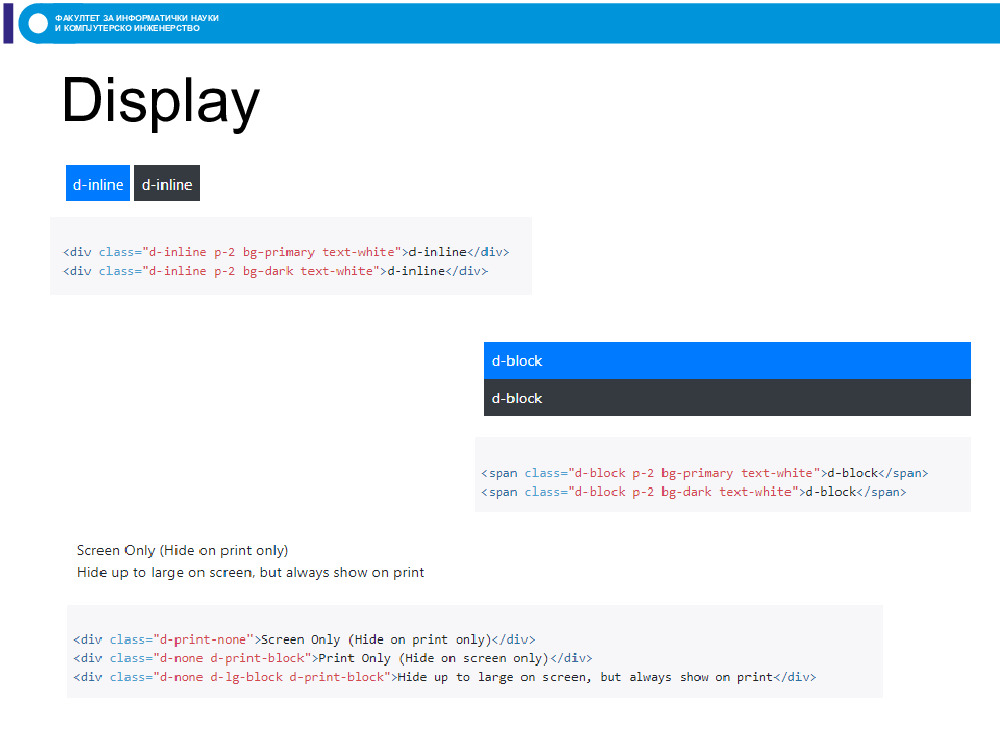 ФАКУЛТЕТ ЗА ИНФОРМАТИЧКИ НАУКИ
И КОМПЈУТЕРСКО ИНЖЕНЕРСТВО
Display
d-inline d-inline
<div class="d-inline p-2 bg-primary text-white">d-inline</div>
<div class="d-inline p-2 bg-dark text-white">d-inline</div>
d-block
d-block
<span class="d-block p-2 bg-primary text-white">d-block</span>
<span class="d-block p-2 bg-dark text-white">d-block</span>
Screen Only (Hide on print only)
Hide up to large on screen, but always show on print
<div class="d-print-none">Screen Only (Hide on print only)</div>
<div class="d-none d-print-block">Print Only (Hide on screen only)</div>
<div class="d-none d-lg-block d-print-block">Hide up to large on screen, but always show on print</div>